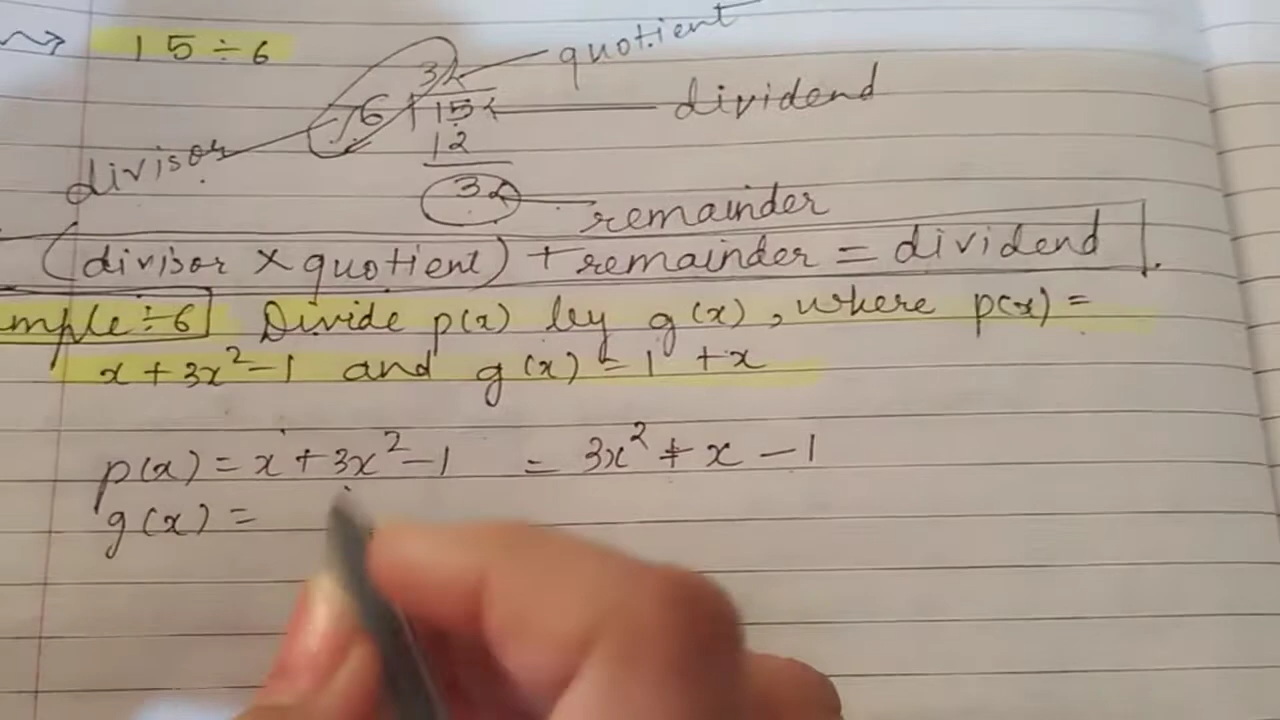 15÷6
quotient
3
6 15 dividend
divisor 12
3 remainder
(divisor × quotient) + remainder = dividend.
mple÷6] Divide p(x) by g(x), where p(x) =
x + 3x² - 1 and g(x) = 1 + x
p(x) = x + 3x² - 1 = 3x² + x - 1
g(x) =